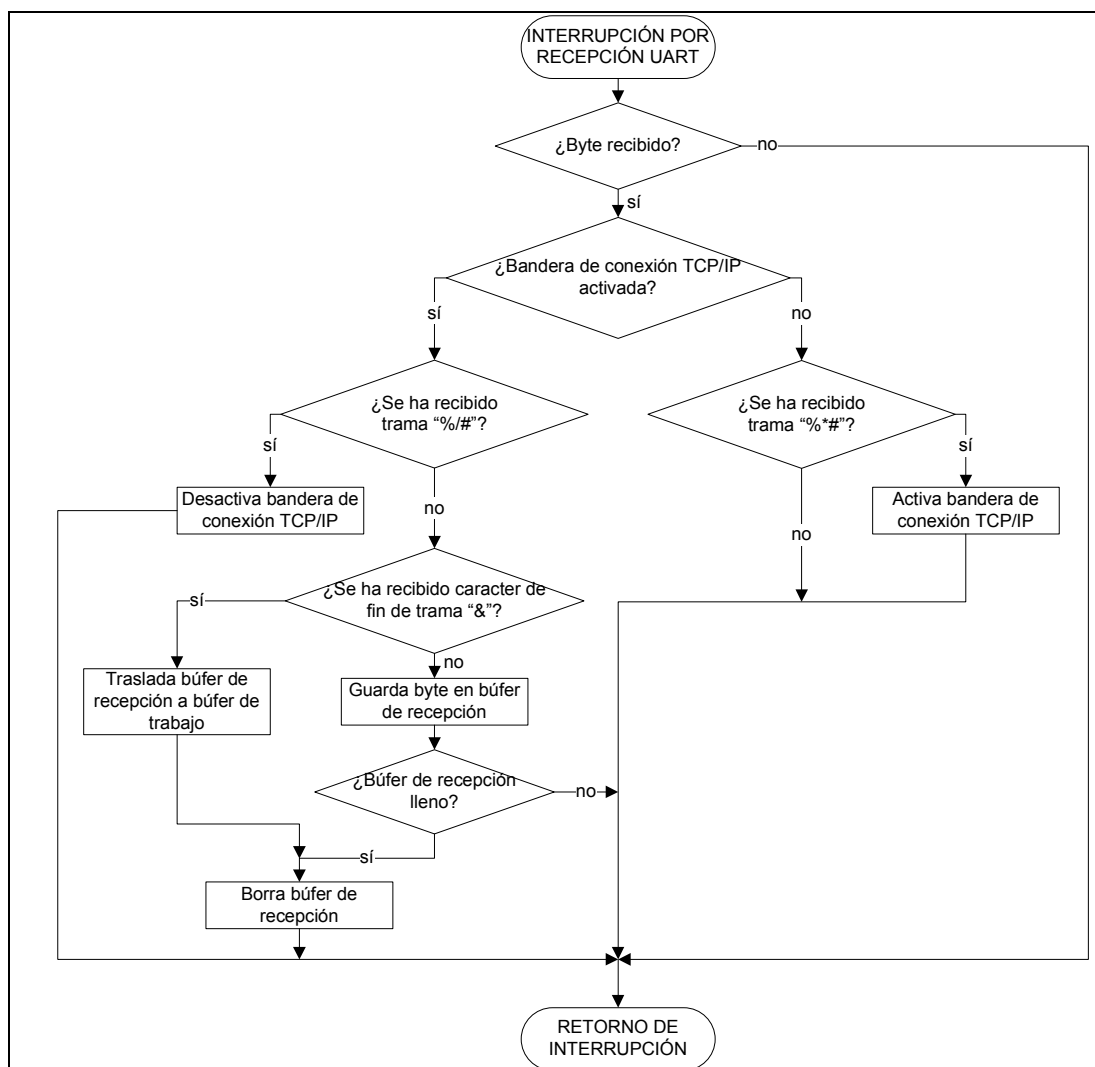 INTERRUPCIÓN POR
RECEPCIÓN UART
¿Byte recibido?
no
sí
¿Bandera de conexión TCP/IP
activada?
sí
no
¿Se ha recibido
trama “%/#”?
¿Se ha recibido
trama “%*#”?
sí
sí
Desactiva bandera de
conexión TCP/IP
Activa bandera de
conexión TCP/IP
no
no
¿Se ha recibido caracter de
fin de trama “&”?
sí
no
Traslada búfer de
recepción a búfer de
trabajo
Guarda byte en búfer
de recepción
¿Búfer de recepción
lleno?
no
sí
Borra búfer de
recepción
RETORNO DE
INTERRUPCIÓN